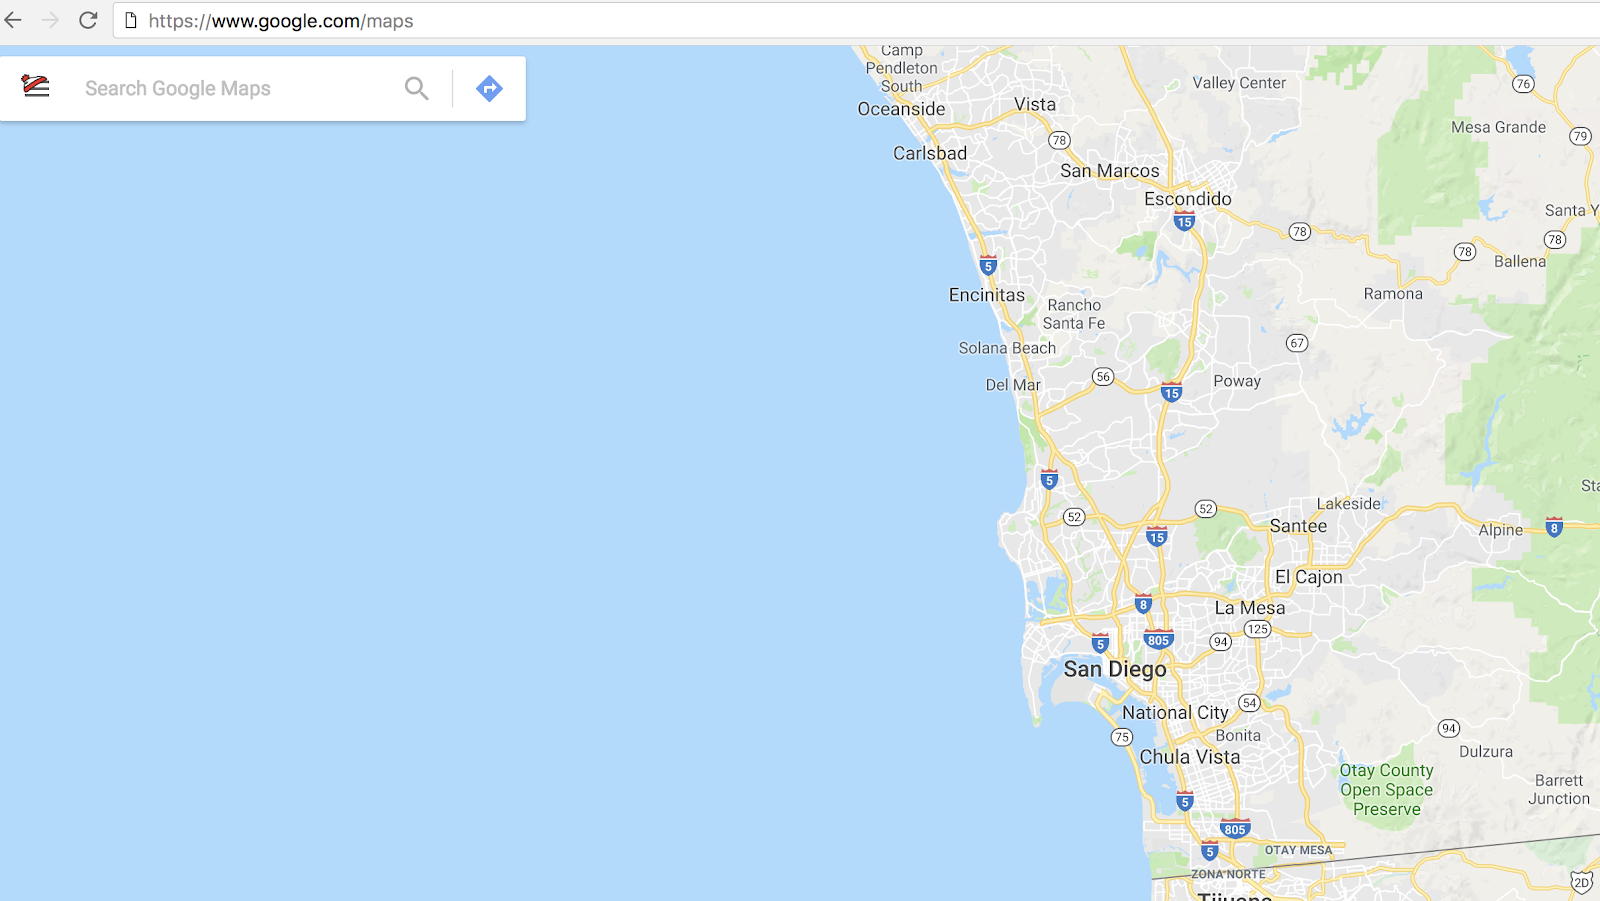 https://www.google.com/maps
Search Google Maps
Camp
Pendleton
South
Oceanside
Vista
Valley Center
76
Mesa Grande
79
78
Carlsbad
San Marcos
Escondido
15
78
Santa Y
78
78
Ballena
5
Encinitas
Rancho
Santa Fe
Ramona
Solana Beach
67
56
Del Mar
15
Poway
5
52
52
Lakeside
Santee
Alpine
8
Sta
15
El Cajon
8
La Mesa
125
5
805
94
San Diego
54
National City
75
Bonita
94
Chula Vista
Dulzura
Otay County
Open Space
Preserve
Barrett
Junction
5
805
5
OTAY MESA
ZONA NORTE
2D
Tijuana